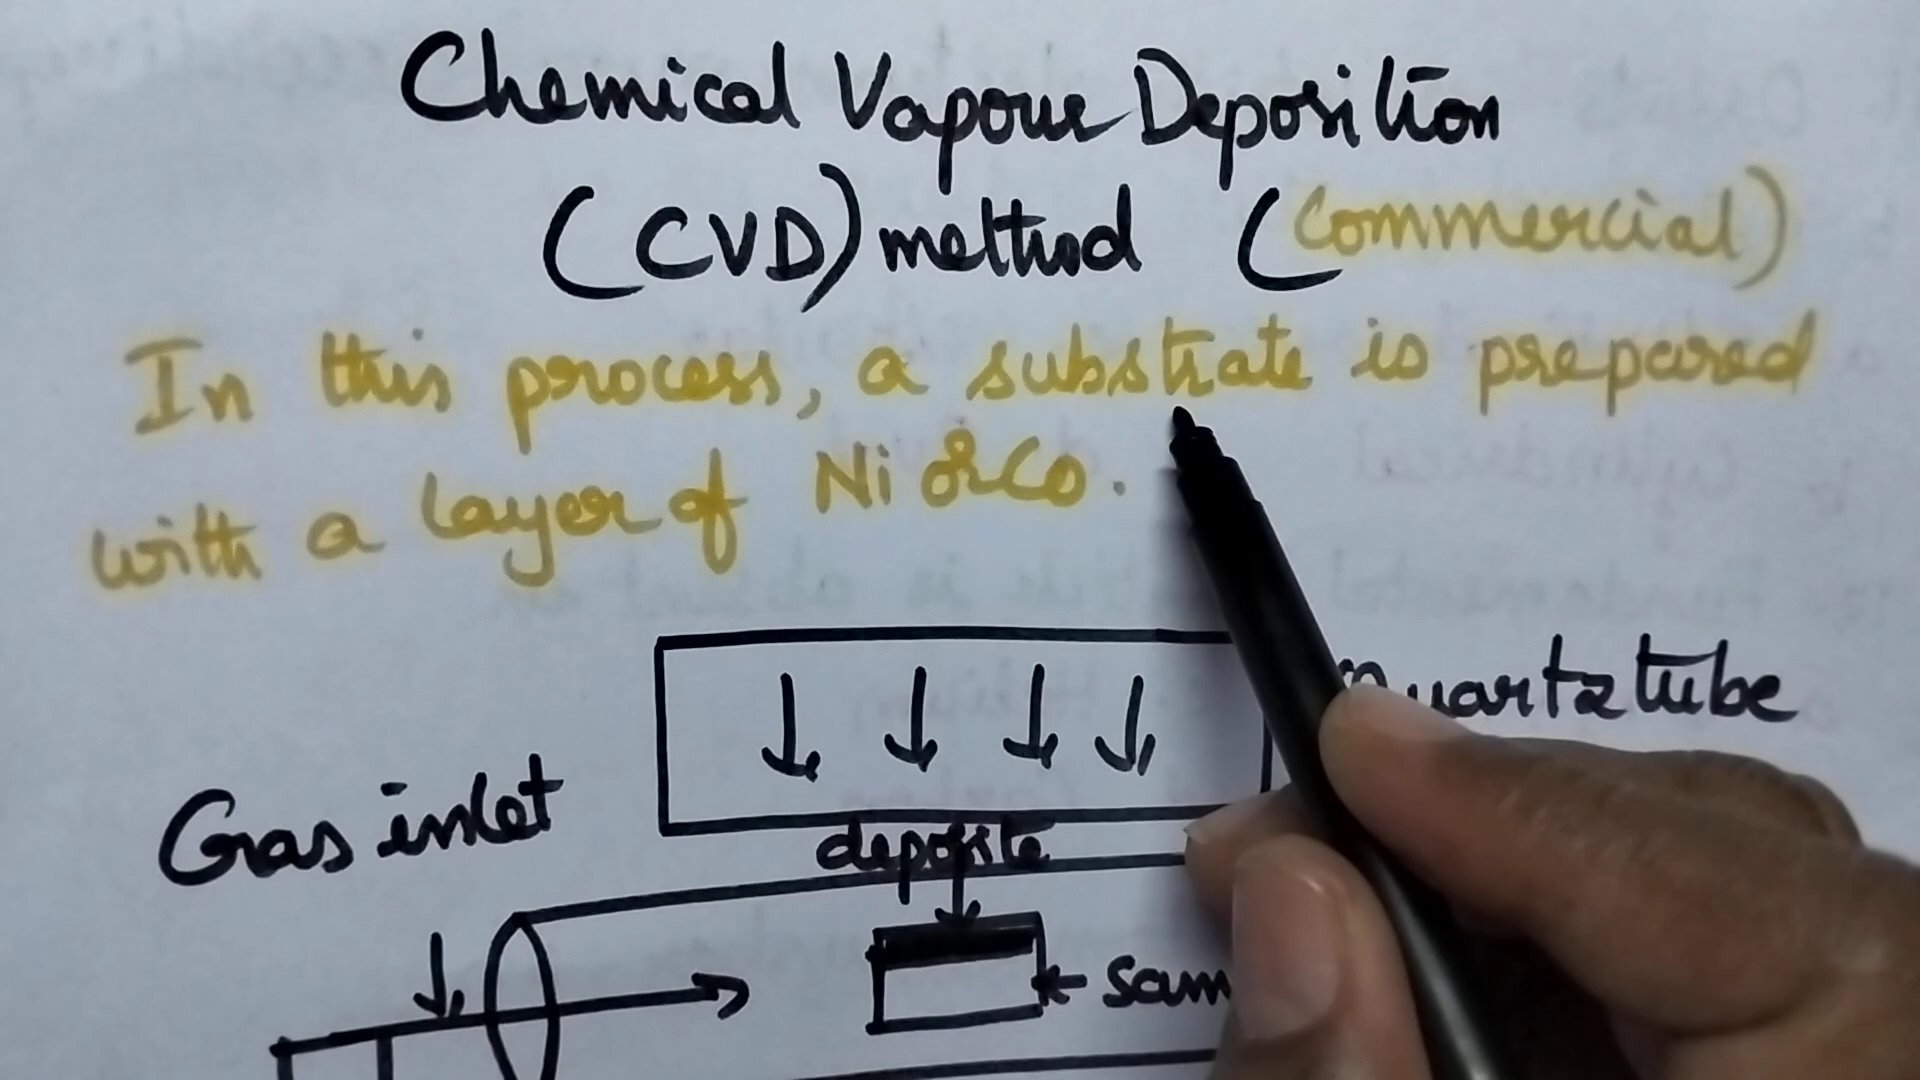 Chemical Vapour Deposition
(CVD) method (Commercial)
In this process, a substrate is prepared
with a layer of Ni or Co.
Quartz tube
Gas inlet
deposite